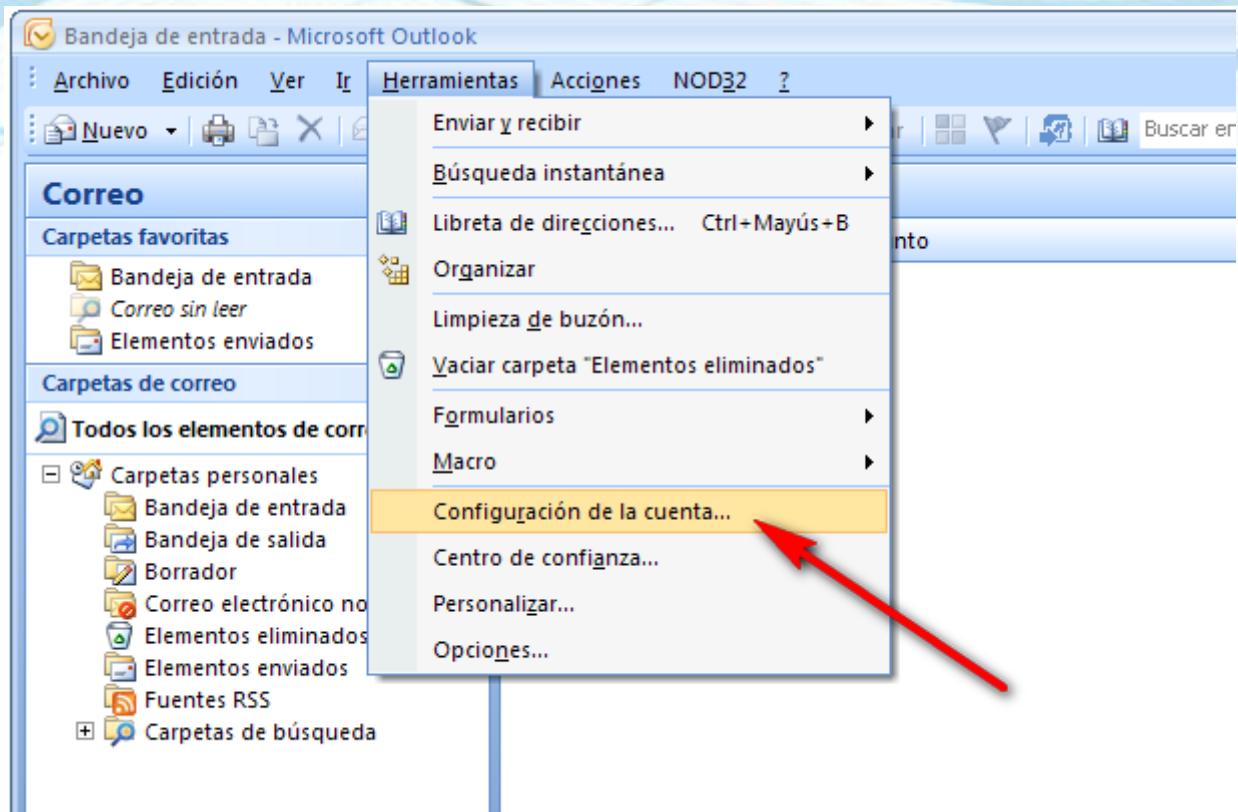 Bandeja de entrada - Microsoft Outlook
Archivo Edición Ver Ir Herramientas Acciones NOD32 ?
Nuevo Buscar en
Enviar y recibir
Búsqueda instantánea
Libreta de direcciones... Ctrl+Mayús+B
Organizar
Limpieza de buzón...
Vaciar carpeta "Elementos eliminados"
Formularios
Macro
Configuración de la cuenta...
Centro de confianza...
Personalizar...
Opciones...
Correo
Carpetas favoritas
Bandeja de entrada
Correo sin leer
Elementos enviados
Carpetas de correo
Todos los elementos de corr
Carpetas personales
Bandeja de entrada
Bandeja de salida
Borrador
Correo electrónico no
Elementos eliminados
Elementos enviados
Fuentes RSS
Carpetas de búsqueda
nto